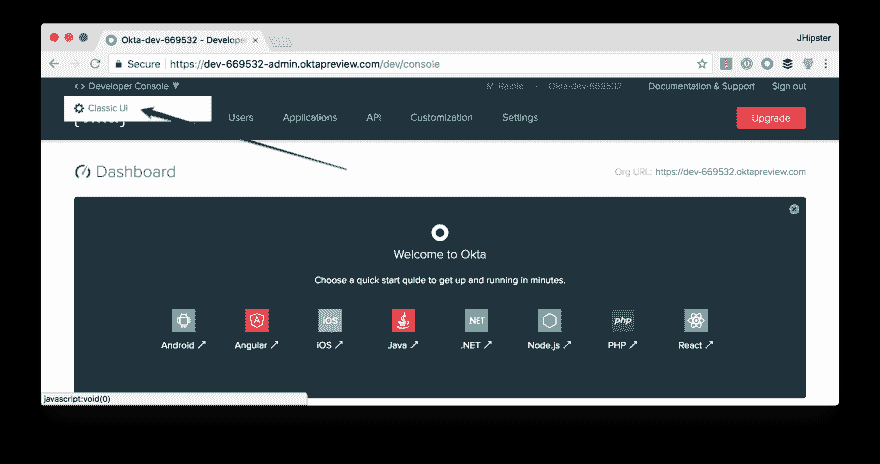 Okta-dev-669532 - Develope
JHipster
Secure https://dev-669532-admin.oktapreview.com/dev/console
<> Developer Console
Okta-dev-669532 Documentation & Support Sign out
Classic UI
Users Applications API Customization Settings Upgrade
Dashboard
Org URL: https://dev-669532.oktapreview.com
Welcome to Okta
Choose a quick start guide to get up and running in minutes.
iOS .NET php
Android Angular iOS Java .NET Node.js PHP React
javascript:void(0)